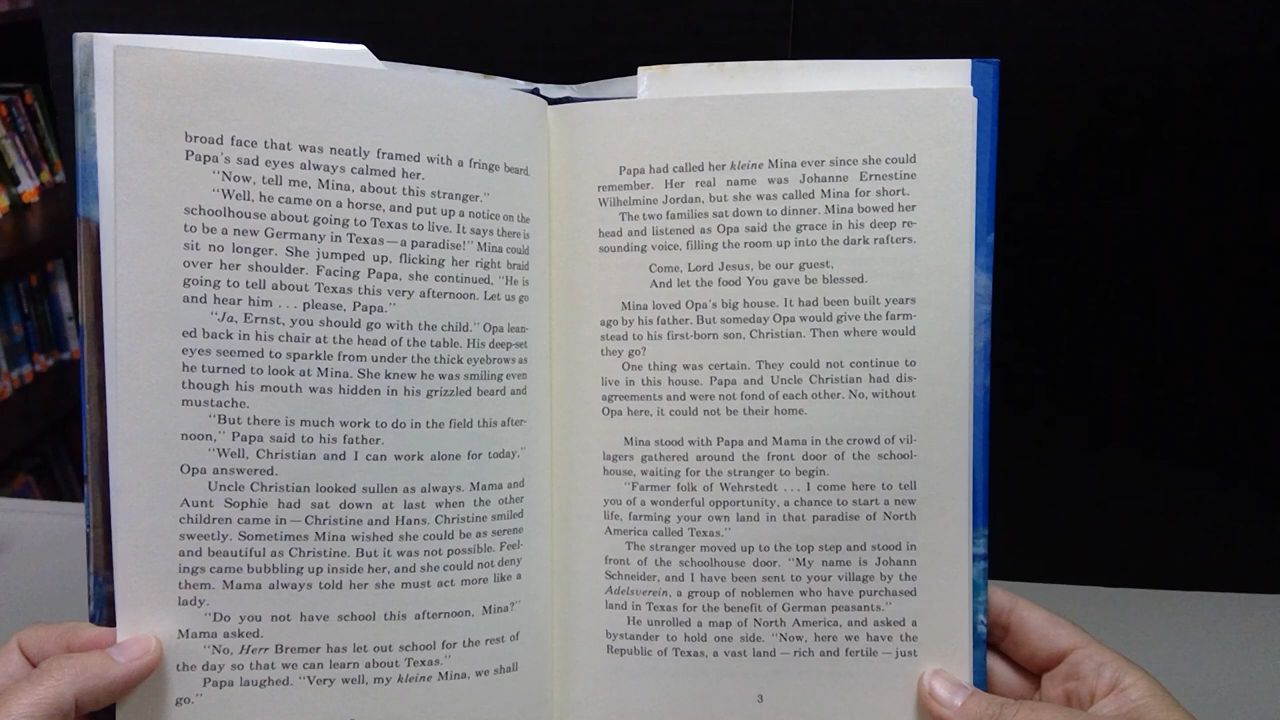 broad face that was neatly framed with a fringe beard.
Papa's sad eyes always calmed her.
"Now, tell me, Mina, about this stranger."
"Well, he came on a horse, and put up a notice on the
schoolhouse about going to Texas to live. It says there is
to be a new Germany in Texas—a paradise!" Mina could
sit no longer. She jumped up, flicking her right braid
over her shoulder. Facing Papa, she continued, "He is
going to tell about Texas this very afternoon. Let us go
and hear him . . . please, Papa."
"Ja, Ernst, you should go with the child." Opa lean-
ed back in his chair at the head of the table. His deep-set
eyes seemed to sparkle from under the thick eyebrows as
he turned to look at Mina. She knew he was smiling even
though his mouth was hidden in his grizzled beard and
mustache.
"But there is much work to do in the field this after-
noon," Papa said to his father.
"Well, Christian and I can work alone for today,"
Opa answered.
Uncle Christian looked sullen as always. Mama and
Aunt Sophie had sat down at last when the other
children came in — Christine and Hans. Christine smiled
sweetly. Sometimes Mina wished she could be as serene
and beautiful as Christine. But it was not possible. Feel-
ings came bubbling up inside her, and she could not deny
them. Mama always told her she must act more like a
lady.
"Do you not have school this afternoon, Mina?"
Mama asked.
"No, Herr Bremer has let out school for the rest of
the day so that we can learn about Texas."
Papa laughed. "Very well, my kleine Mina, we shall
go."
Papa had called her kleine Mina ever since she could
remember. Her real name was Johanne Ernestine
Wilhelmine Jordan, but she was called Mina for short.
The two families sat down to dinner. Mina bowed her
head and listened as Opa said the grace in his deep re-
sounding voice, filling the room up into the dark rafters.
Come, Lord Jesus, be our guest,
And let the food You gave be blessed.
Mina loved Opa's big house. It had been built years
ago by his father. But someday Opa would give the farm-
stead to his first-born son, Christian. Then where would
they go?
One thing was certain. They could not continue to
live in this house. Papa and Uncle Christian had dis-
agreements and were not fond of each other. No, without
Opa here, it could not be their home.
Mina stood with Papa and Mama in the crowd of vil-
lagers gathered around the front door of the school-
house, waiting for the stranger to begin.
"Farmer folk of Wehrstedt . . . I come here to tell
you of a wonderful opportunity, a chance to start a new
life, farming your own land in that paradise of North
America called Texas."
The stranger moved up to the top step and stood in
front of the schoolhouse door. "My name is Johann
Schneider, and I have been sent to your village by the
Adelsverein, a group of noblemen who have purchased
land in Texas for the benefit of German peasants."
He unrolled a map of North America, and asked a
bystander to hold one side. "Now, here we have the
Republic of Texas, a vast land — rich and fertile — just
3